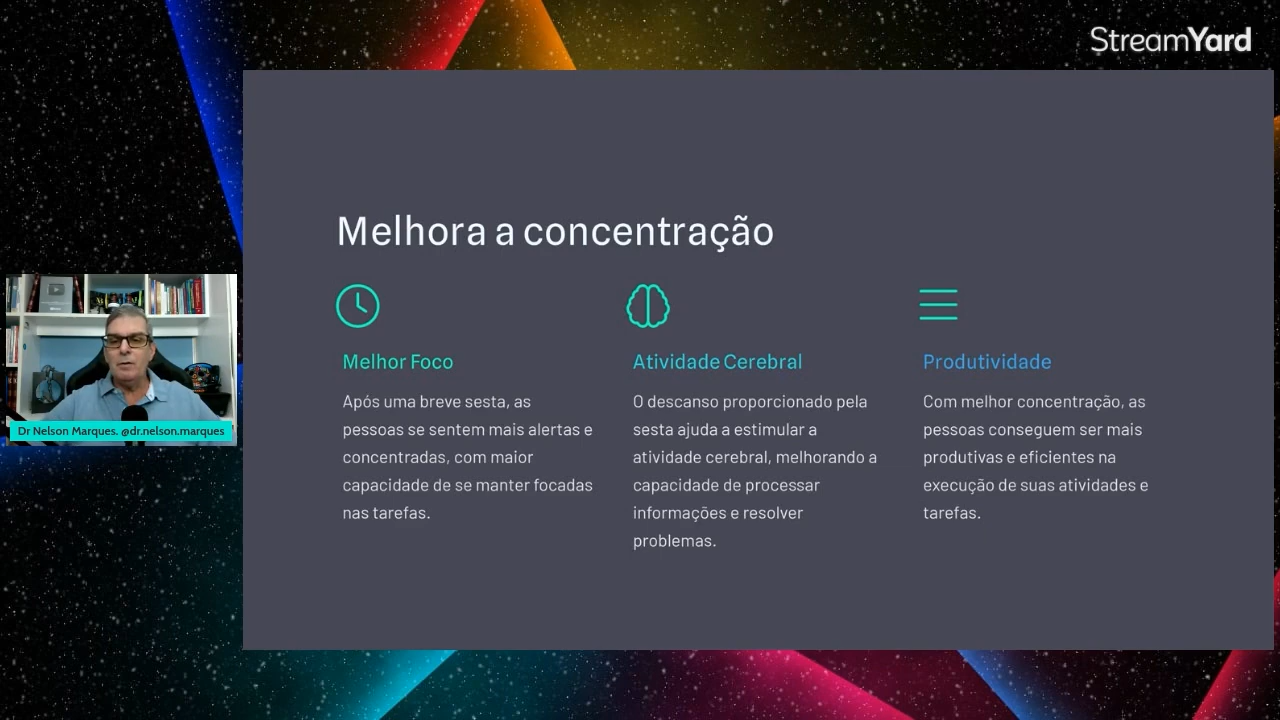 StreamYard
Melhora a concentração
Melhor Foco
Após uma breve sesta, as
pessoas se sentem mais alertas e
concentradas, com maior
capacidade de se manter focadas
nas tarefas.
Atividade Cerebral
O descanso proporcionado pela
sesta ajuda a estimular a
atividade cerebral, melhorando a
capacidade de processar
informações e resolver
problemas.
Produtividade
Com melhor concentração, as
pessoas conseguem ser mais
produtivas e eficientes na
execução de suas atividades e
tarefas.
Dr Nelson Marques. @dr.nelson.marques